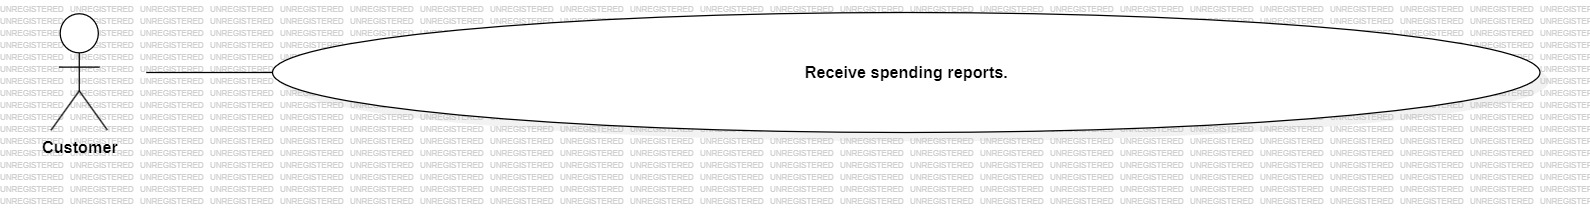 Receive spending reports.
Customer
UNREGISTERED